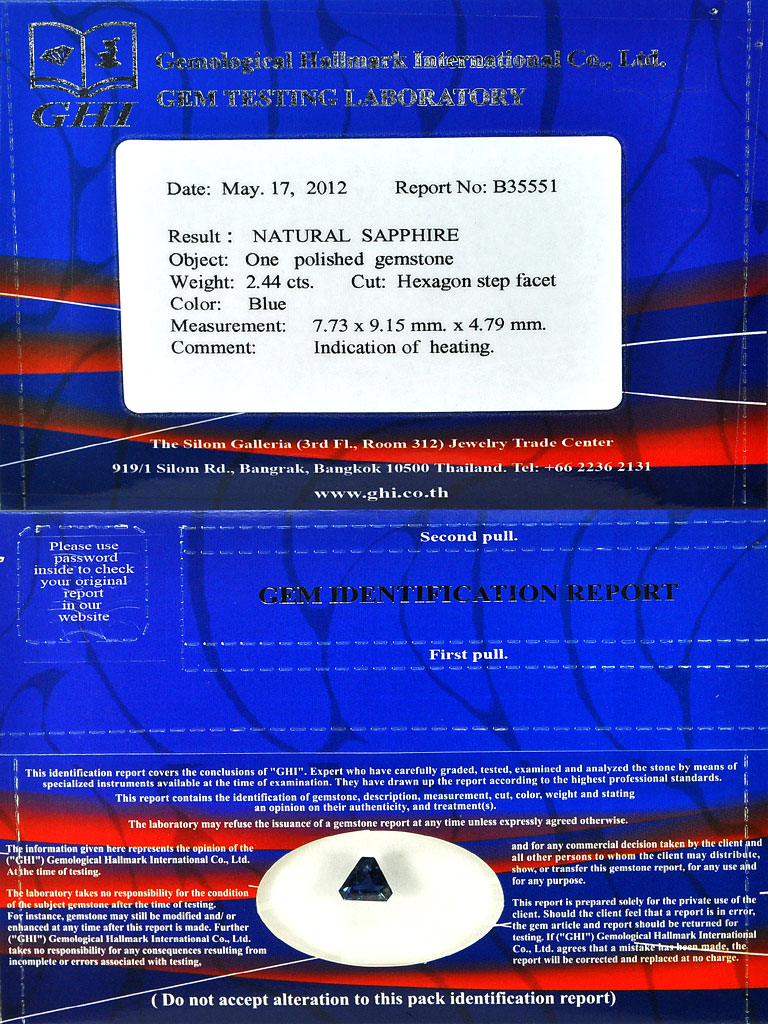 GHI
Gemological Hallmark International Co., Ltd.
GEM TESTING LABORATORY
Date: May. 17, 2012 Report No: B35551
Result : NATURAL SAPPHIRE
Object: One polished gemstone
Weight: 2.44 cts. Cut: Hexagon step facet
Color: Blue
Measurement: 7.73 x 9.15 mm. x 4.79 mm.
Comment: Indication of heating.
The Silom Galleria (3rd Fl., Room 312) Jewelry Trade Center
919/1 Silom Rd., Bangrak, Bangkok 10500 Thailand. Tel: +66 2236 2131
www.ghi.co.th
Please use
password
inside to check
your original
report
in our
website
Second pull.
GEM IDENTIFICATION REPORT
First pull.
This identification report covers the conclusions of "GHI". Expert who have carefully graded, tested, examined and analyzed the stone by means of
specialized instruments available at the time of examination. They have drawn up the report according to the highest professional standards.
This report contains the identification of gemstone, description, measurement, cut, color, weight and stating
an opinion on their authenticity, and treatment(s).
The laboratory may refuse the issuance of a gemstone report at any time unless expressly agreed otherwise.
The information given here represents the opinion of the
("GHI") Gemological Hallmark International Co., Ltd.
At the time of testing.
The laboratory takes no responsibility for the condition
of the subject gemstone after the time of testing.
For instance, gemstone may still be modified and/ or
enhanced at any time after this report is made. Further
("GHI") Gemological Hallmark International Co., Ltd.
takes no responsibility for any consequences resulting from
incomplete or errors associated with testing,
and for any commercial decision taken by the client and
all other persons to whom the client may distribute,
show, or transfer this gemstone report, for any use and
for any purpose.
This report is prepared solely for the private use of the
client. Should the client feel that a report is in error,
the gem article and report should be returned for
testing. If ("GHI") Gemological Hallmark International
Co., Ltd. agrees that a mistake has been made, the
report will be corrected and replaced at no charge.
( Do not accept alteration to this pack identification report)